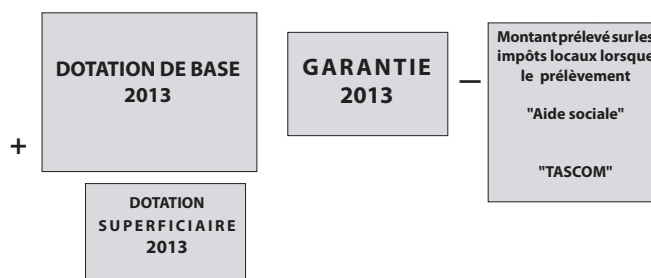 DOTATION DE BASE
2013
+
DOTATION
SUPERFICIAIRE
2013
GARANTIE
2013
—
Montant prélevé sur les
impôts locaux lorsque
le prélèvement
"Aide sociale"
"TASCOM"